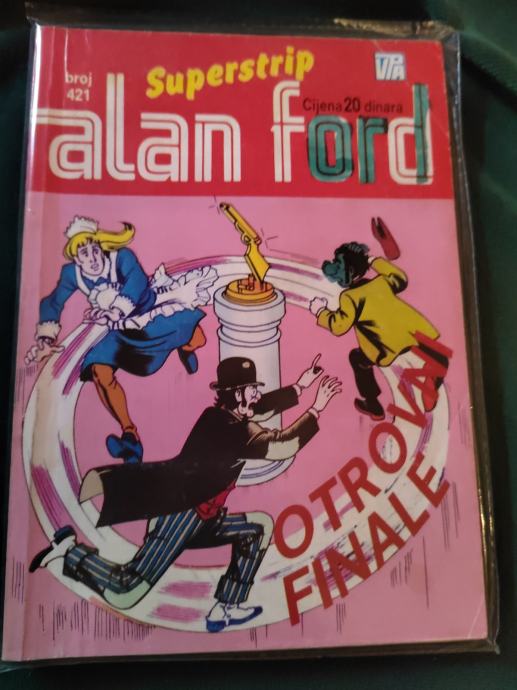 broj
421
Superstrip
VPA
Cijena 20 dinara
alan ford
OTROVNI
FINALE